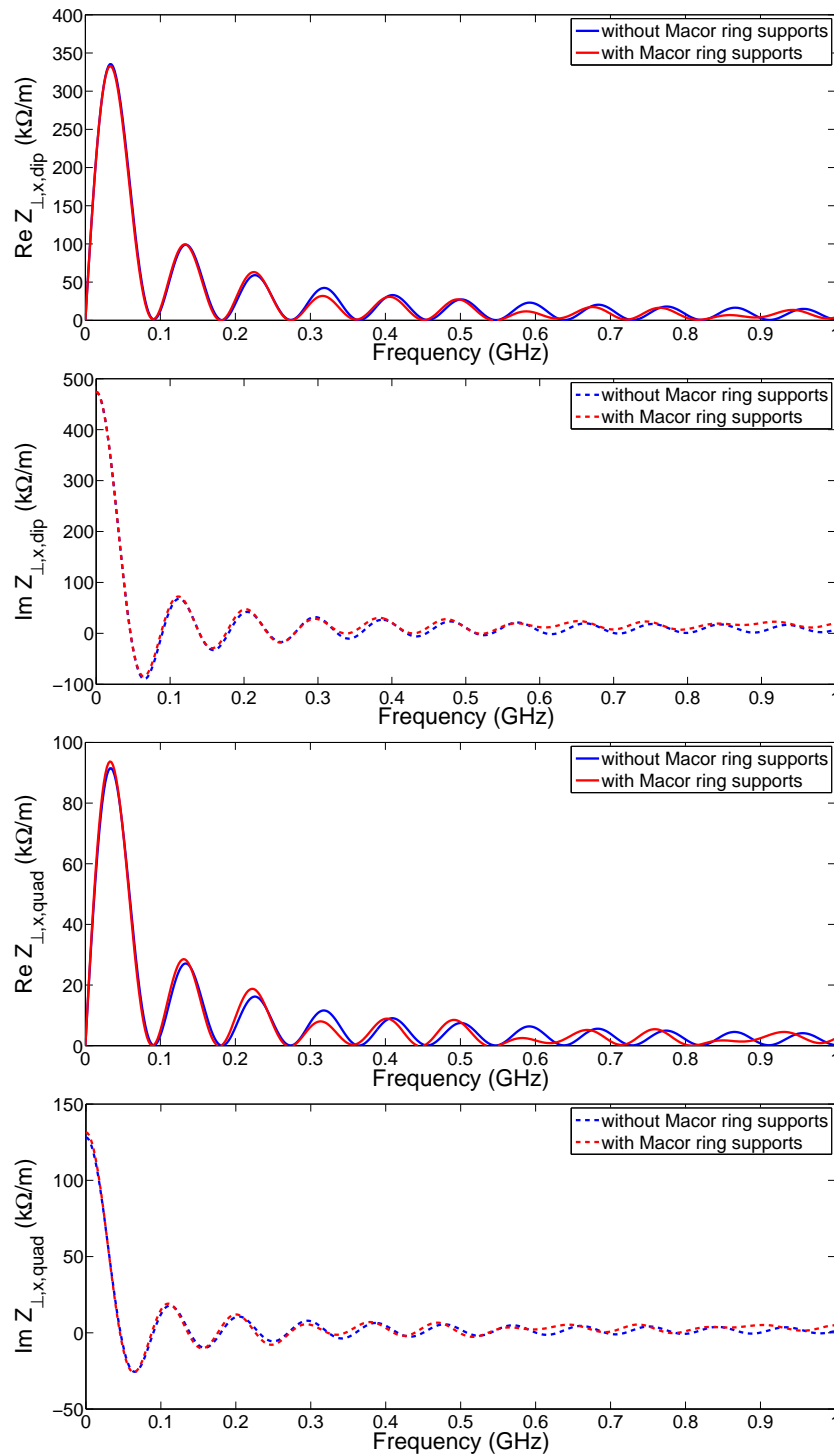 400
350
300
250
200
150
100
50
0
Re Z⊥,x,dip (kΩ/m)
without Macor ring supports
with Macor ring supports
0 0.1 0.2 0.3 0.4 0.5 0.6 0.7 0.8 0.9 1
Frequency (GHz)
500
400
300
200
100
0
−100
Im Z⊥,x,dip (kΩ/m)
without Macor ring supports
with Macor ring supports
0 0.1 0.2 0.3 0.4 0.5 0.6 0.7 0.8 0.9 1
Frequency (GHz)
100
80
60
40
20
0
Re Z⊥,x,quad (kΩ/m)
without Macor ring supports
with Macor ring supports
0 0.1 0.2 0.3 0.4 0.5 0.6 0.7 0.8 0.9 1
Frequency (GHz)
150
100
50
0
−50
Im Z⊥,x,quad (kΩ/m)
without Macor ring supports
with Macor ring supports
0 0.1 0.2 0.3 0.4 0.5 0.6 0.7 0.8 0.9 1
Frequency (GHz)